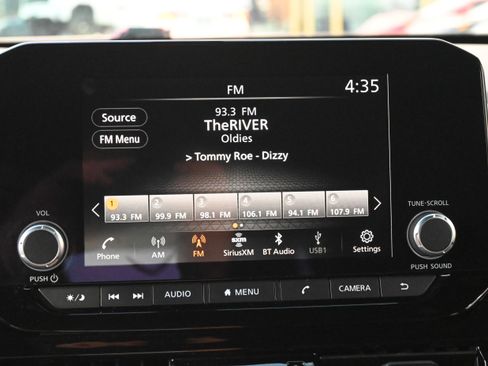 FM 4:35
Source
93.3 FM
TheRIVER
FM Menu
Oldies
> Tommy Roe - Dizzy
1 2 3 4 5 6
93.3 FM 99.9 FM 98.1 FM 106.1 FM 94.1 FM 107.9 FM
VOL
TUNE-SCROLL
sxm
Phone AM FM SiriusXM BT Audio USB1 Settings
PUSH
PUSH SOUND
AUDIO MENU CAMERA